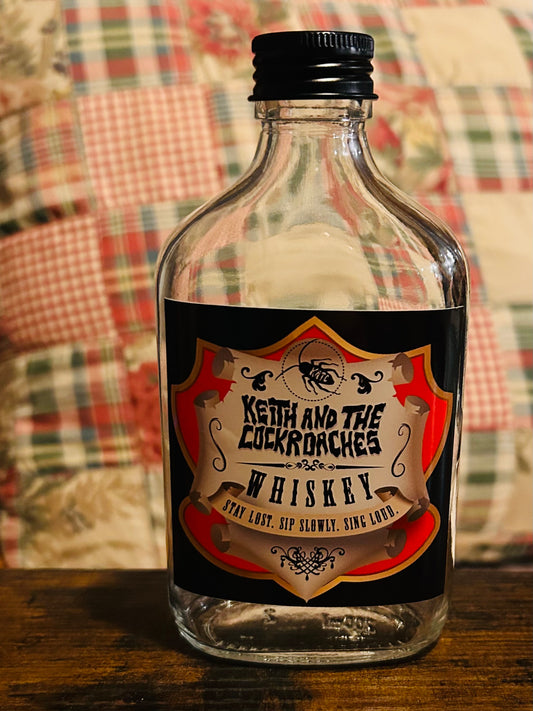 KEITH AND THE
COCKROACHES
WHISKEY
STAY LOST. SIP SLOWLY. SING LOUD.